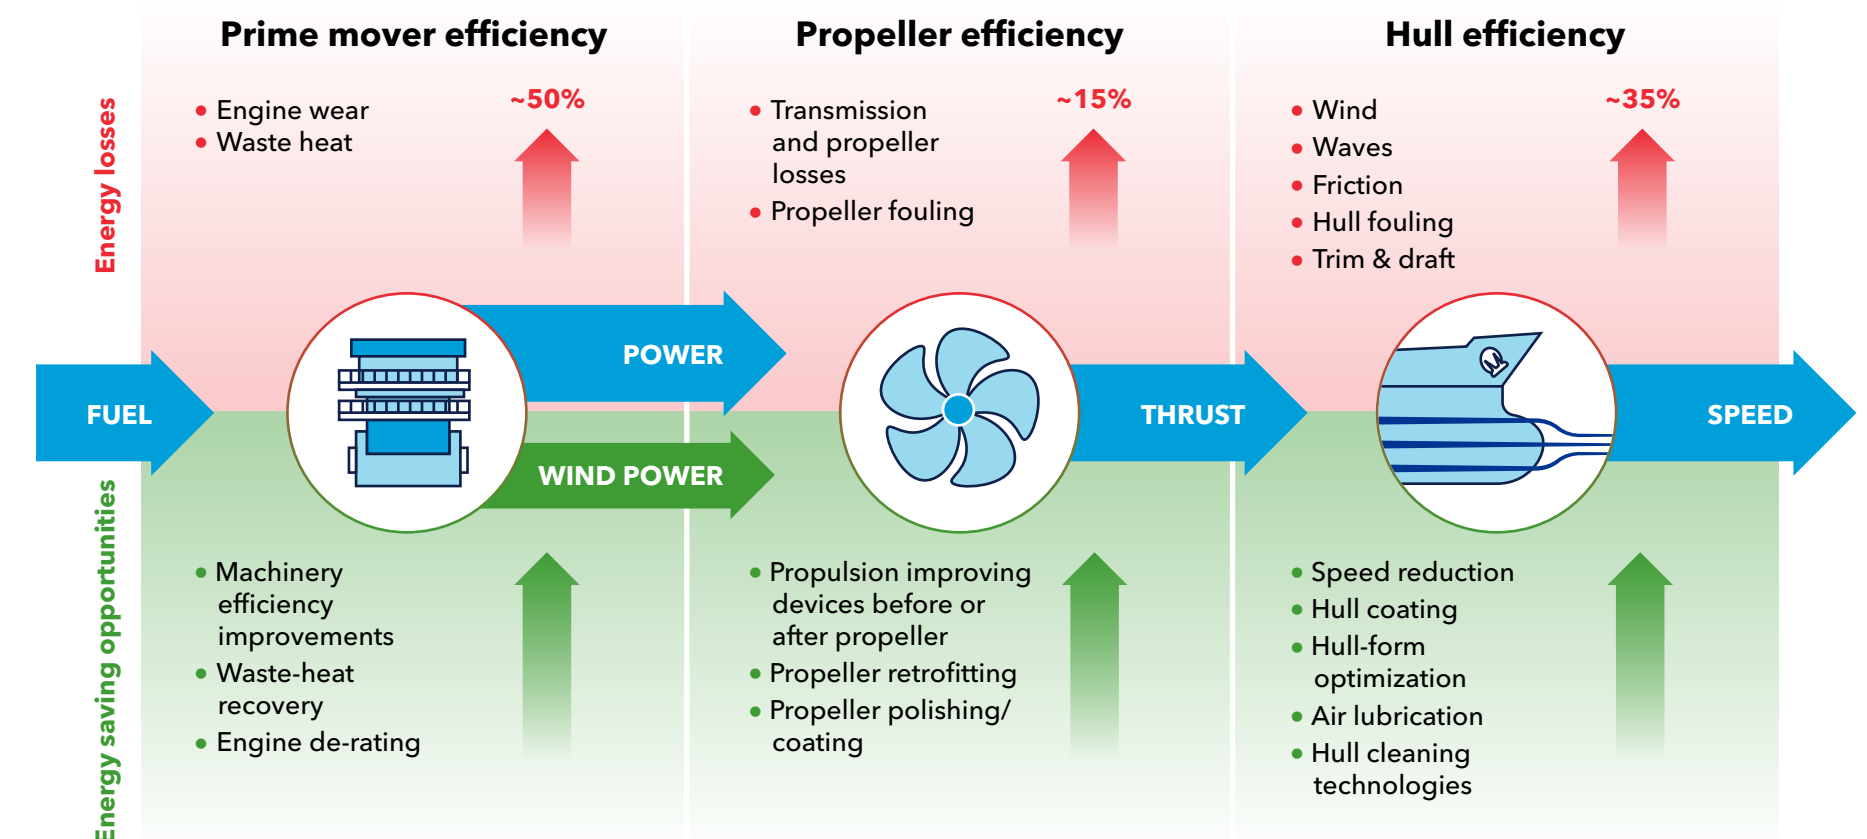 Prime mover efficiency
Propeller efficiency
Hull efficiency
Energy losses
• Engine wear
• Waste heat
~50%
• Transmission
and propeller
losses
• Propeller fouling
~15%
• Wind
• Waves
• Friction
• Hull fouling
• Trim & draft
~35%
FUEL
POWER
WIND POWER
THRUST
SPEED
Energy saving opportunities
• Machinery
efficiency
improvements
• Waste-heat
recovery
• Engine de-rating
• Propulsion improving
devices before or
after propeller
• Propeller retrofitting
• Propeller polishing/
coating
• Speed reduction
• Hull coating
• Hull-form
optimization
• Air lubrication
• Hull cleaning
technologies